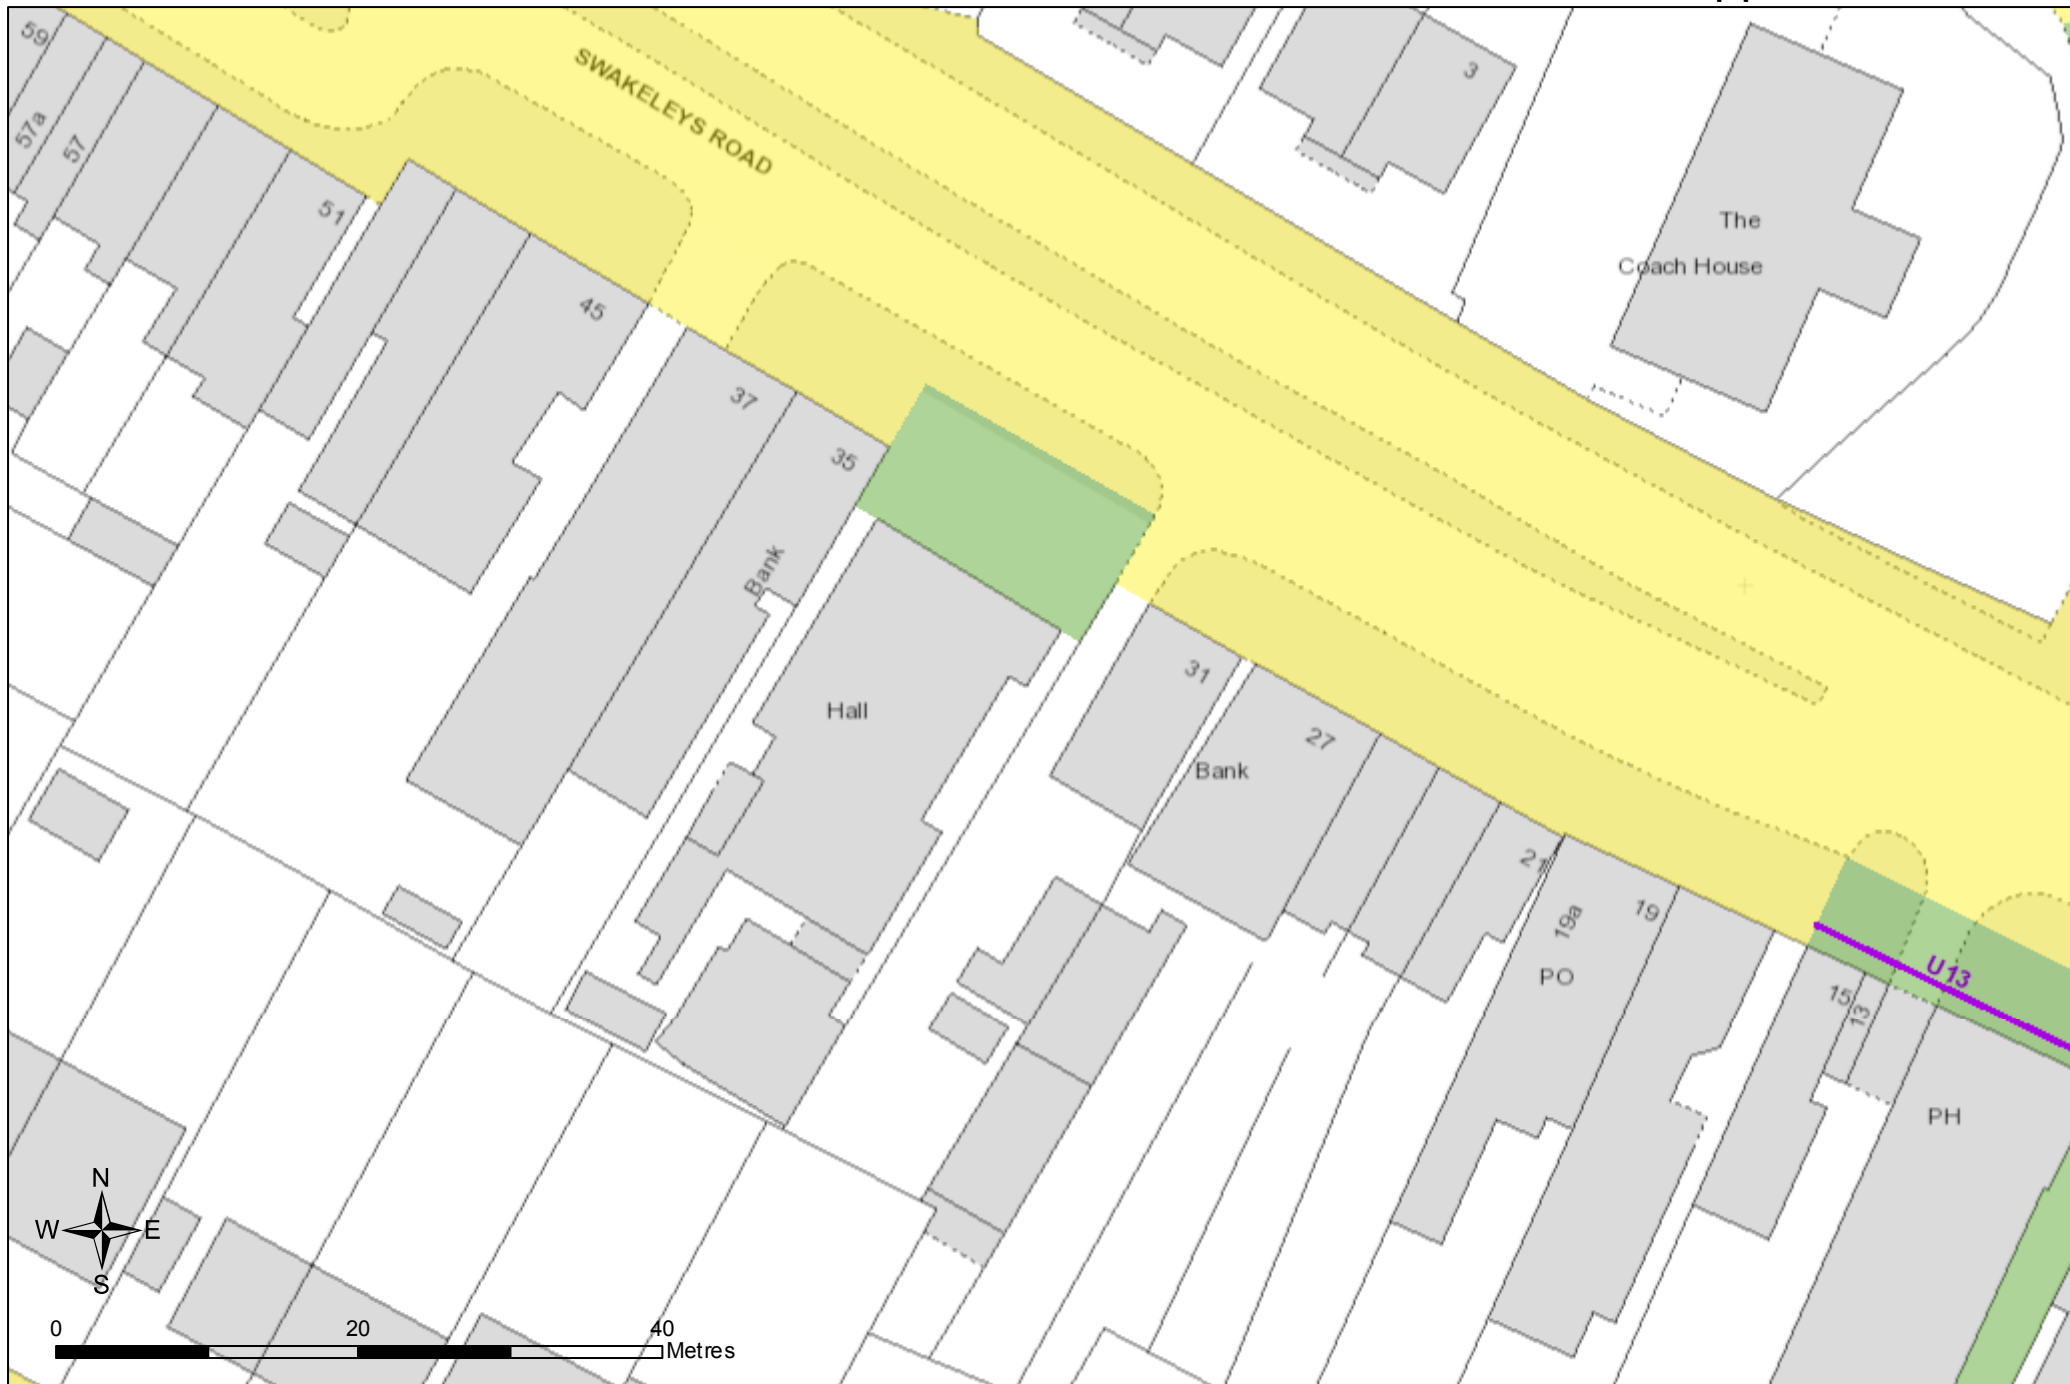 59
57a
57
51
SWAKELEYS ROAD
3
The
Coach House
45
37
35
Bank
Hall
31
27
Bank
21
19a
19
PO
U13
15
13
PH
N
W
E
S
0
20
40
Metres